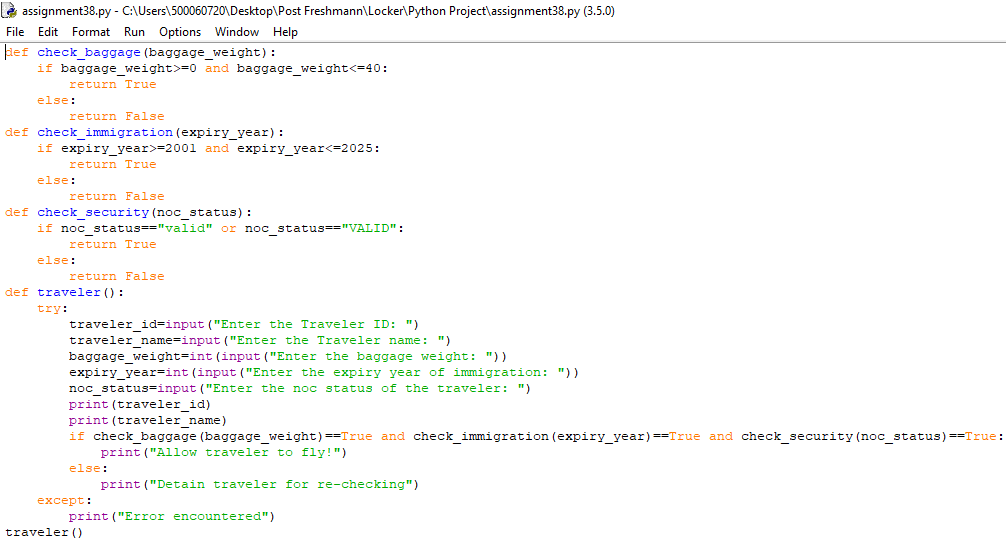 assignment38.py - C:\Users\500060720\Desktop\Post Freshmann\Locker\Python Project\assignment38.py (3.5.0)
File Edit Format Run Options Window Help
def check_baggage(baggage_weight):
    if baggage_weight>=0 and baggage_weight<=40:
        return True
    else:
        return False
def check_immigration(expiry_year):
    if expiry_year>=2001 and expiry_year<=2025:
        return True
    else:
        return False
def check_security(noc_status):
    if noc_status=="valid" or noc_status=="VALID":
        return True
    else:
        return False
def traveler():
    try:
        traveler_id=input("Enter the Traveler ID: ")
        traveler_name=input("Enter the Traveler name: ")
        baggage_weight=int(input("Enter the baggage weight: "))
        expiry_year=int(input("Enter the expiry year of immigration: "))
        noc_status=input("Enter the noc status of the traveler: ")
        print(traveler_id)
        print(traveler_name)
        if check_baggage(baggage_weight)==True and check_immigration(expiry_year)==True and check_security(noc_status)==True:
            print("Allow traveler to fly!")
        else:
            print("Detain traveler for re-checking")
    except:
        print("Error encountered")
traveler()